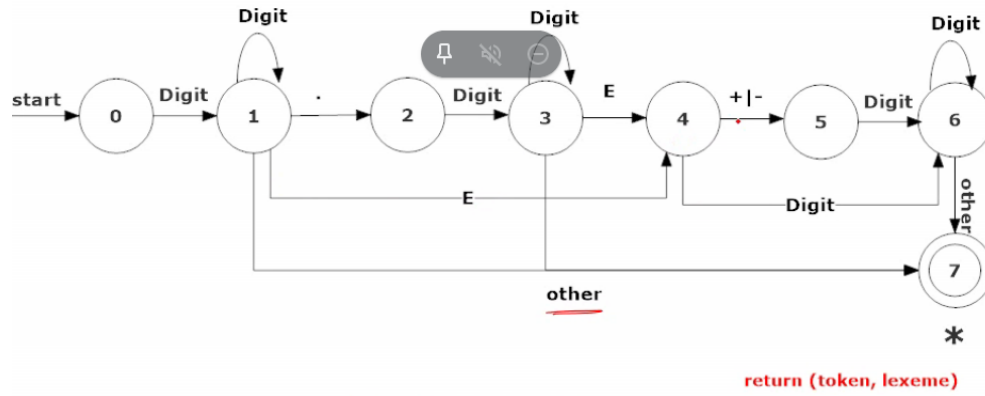 Digit Digit Digit
start Digit . Digit E +|- Digit
0 1 2 3 4 5 6
E
Digit
other
7
other
*
return (token, lexeme)